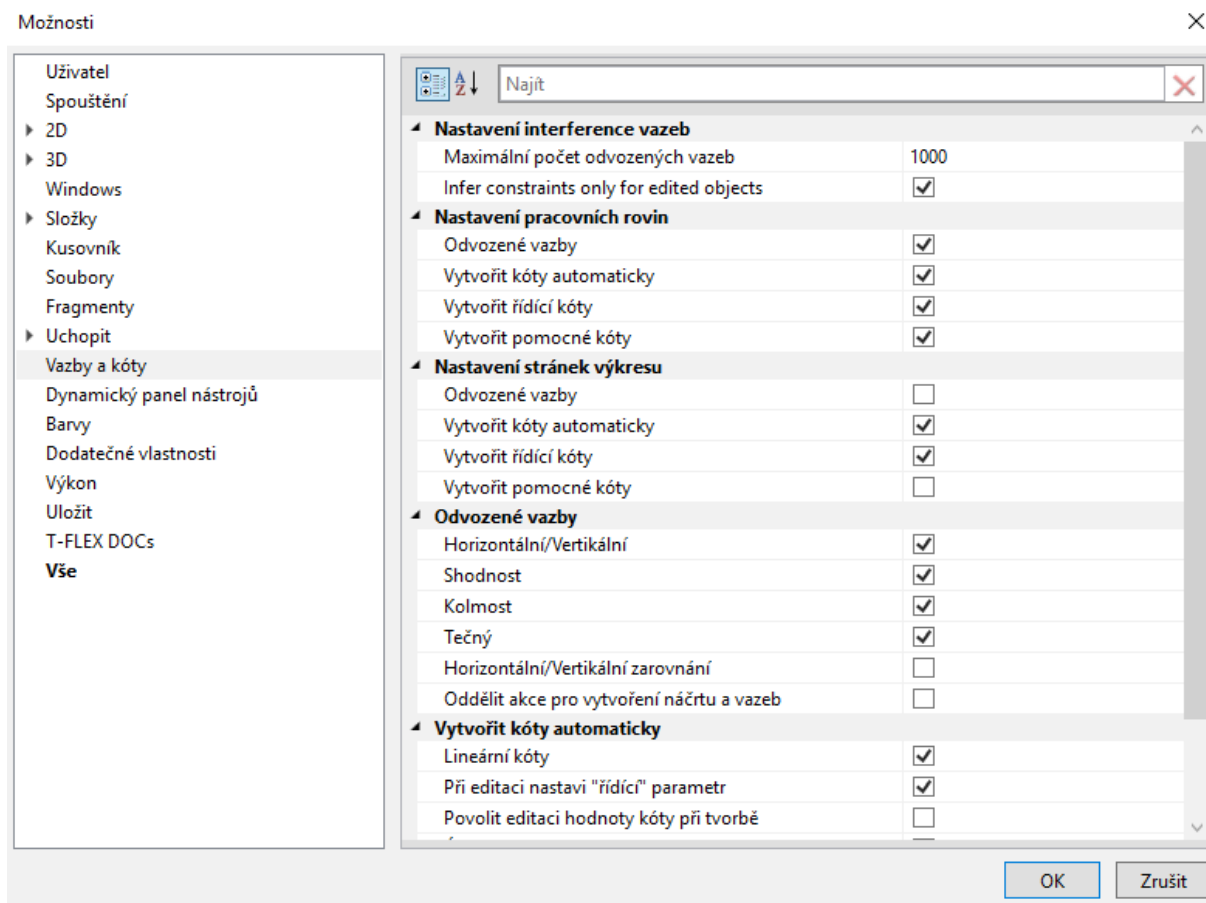 Možnosti
Uživatel
Spouštění
2D
3D
Windows
Složky
Kusovník
Soubory
Fragmenty
Uchopit
Vazby a kóty
Dynamický panel nástrojů
Barvy
Dodatečné vlastnosti
Výkon
Uložit
T-FLEX DOCs
Vše
Najít
Nastavení interference vazeb
Maximální počet odvozených vazeb 1000
Infer constraints only for edited objects
Nastavení pracovních rovin
Odvozené vazby
Vytvořit kóty automaticky
Vytvořit řídící kóty
Vytvořit pomocné kóty
Nastavení stránek výkresu
Odvozené vazby
Vytvořit kóty automaticky
Vytvořit řídící kóty
Vytvořit pomocné kóty
Odvozené vazby
Horizontální/Vertikální
Shodnost
Kolmost
Tečný
Horizontální/Vertikální zarovnání
Oddělit akce pro vytvoření náčrtu a vazeb
Vytvořit kóty automaticky
Lineární kóty
Při editaci nastavi "řídící" parametr
Povolit editaci hodnoty kóty při tvorbě
OK Zrušit